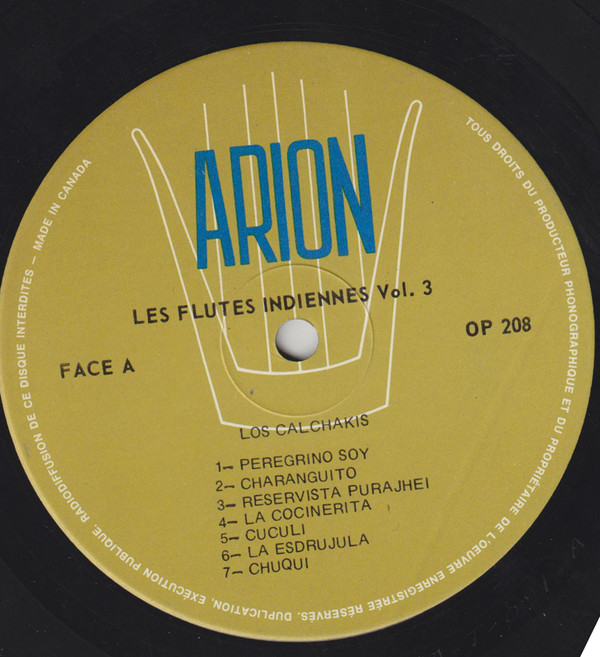 ARION
LES FLUTES INDIENNES Vol. 3
FACE A
OP 208
LOS CALCHAKIS
1— PEREGRINO SOY
2— CHARANGUITO
3— RESERVISTA PURAJHEI
4— LA COCINERITA
5— CUCULI
6— LA ESDRUJULA
7— CHUQUI
TOUS DROITS DU PRODUCTEUR PHONOGRAPHIQUE ET DU PROPRIÉTAIRE DE L'OEUVRE ENREGISTRÉE RÉSERVÉS. DUPLICATION, EXÉCUTION PUBLIQUE, RADIODIFFUSION DE CE DISQUE INTERDITES — MADE IN CANADA